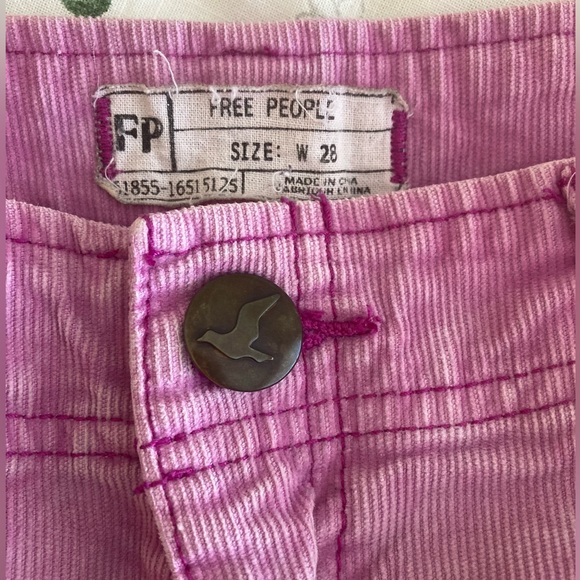 FP
FREE PEOPLE
SIZE: W 28
51855-16515125
MADE IN